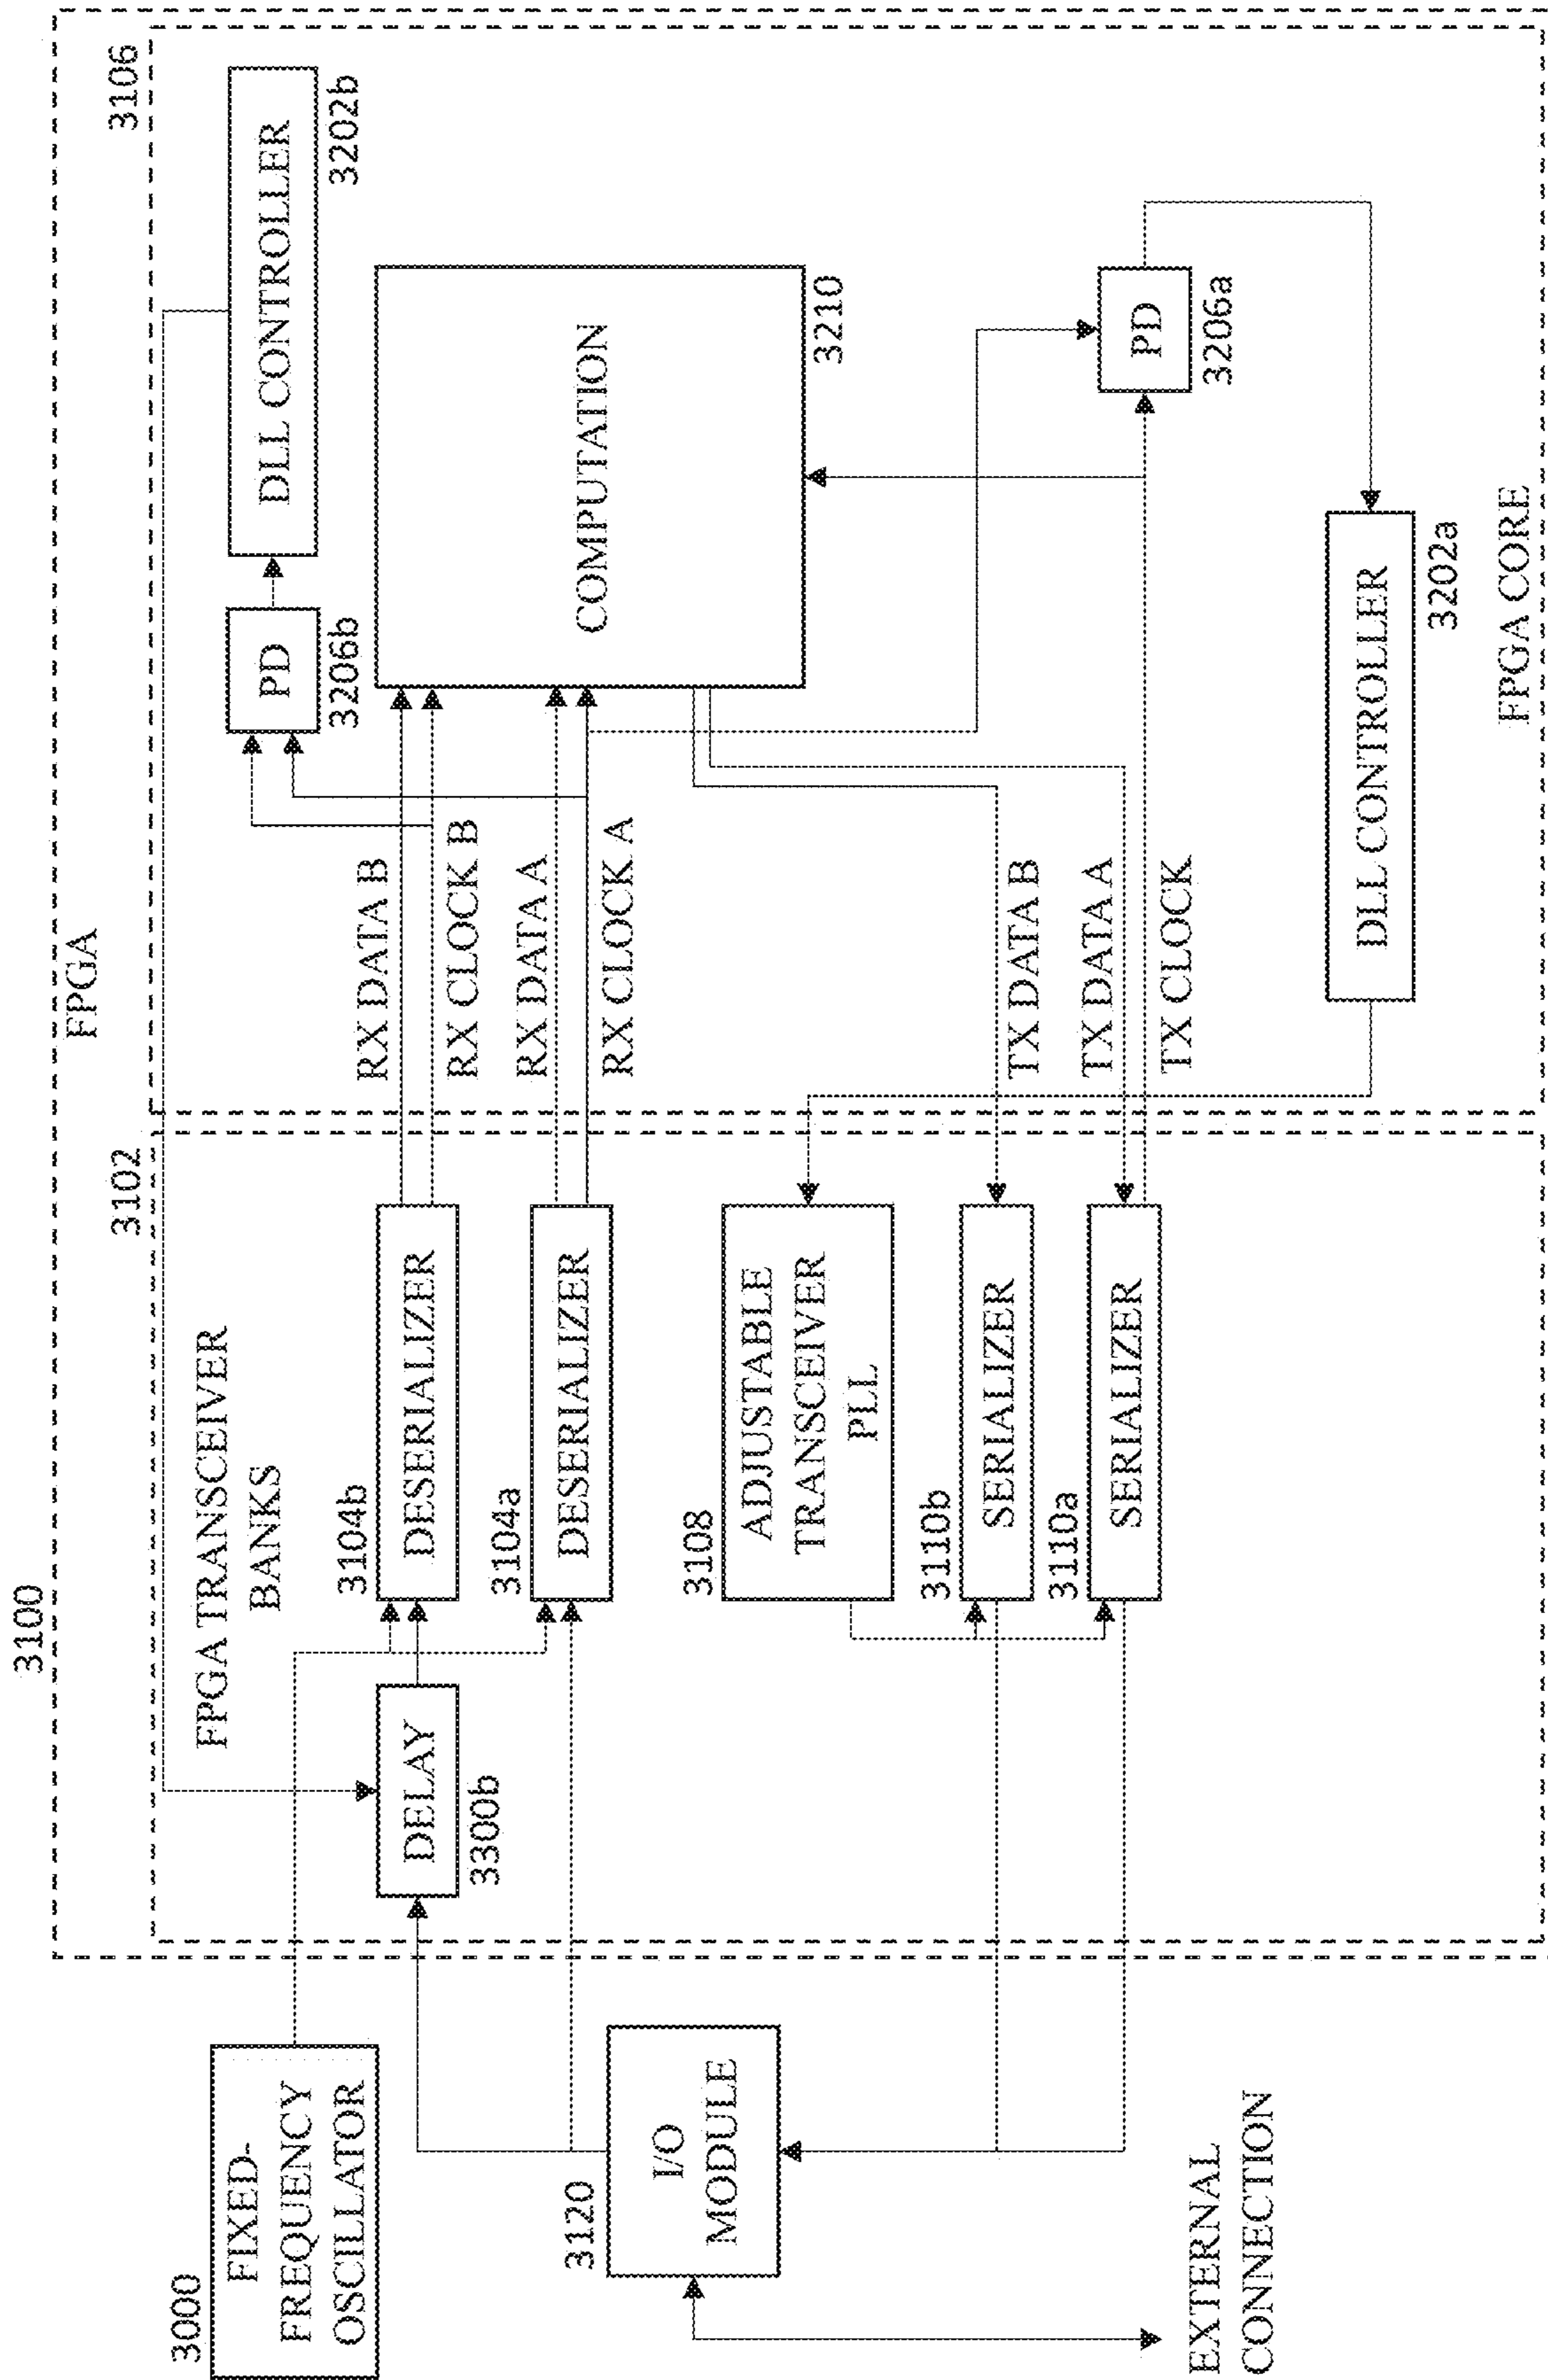 3100
FPGA
3102
3106
FPGA TRANSCEIVER
BANKS
3000
FIXED-
FREQUENCY
OSCILLATOR
DELAY
3300b
3104b
DESERIALIZER
3104a
DESERIALIZER
RX DATA B
RX CLOCK B
RX DATA A
RX CLOCK A
PD
3206b
DLL CONTROLLER
3202b
COMPUTATION
3210
3120
I/O
MODULE
3108
ADJUSTABLE
TRANSCEIVER
PLL
3110b
SERIALIZER
3110a
SERIALIZER
TX DATA B
TX DATA A
TX CLOCK
PD
3206a
DLL CONTROLLER
3202a
FPGA CORE
EXTERNAL
CONNECTION